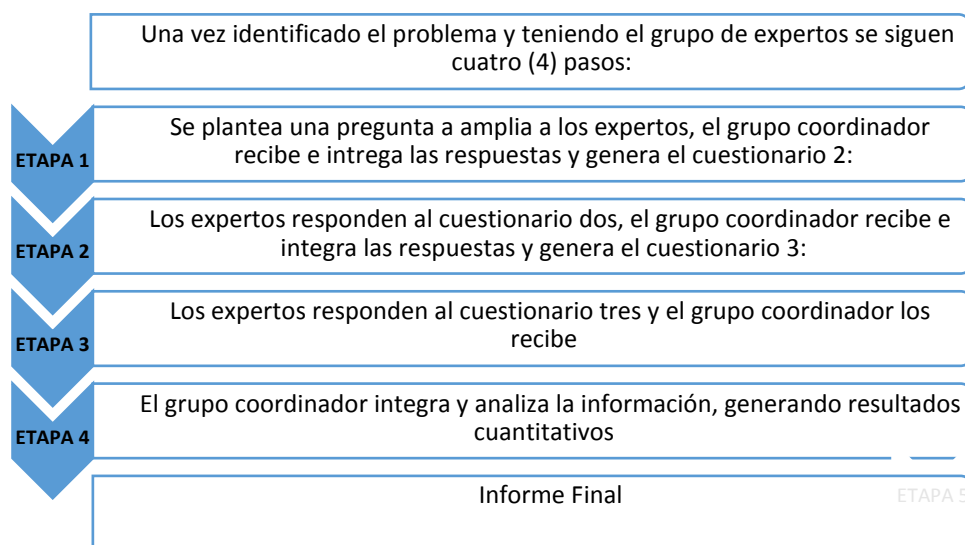 Una vez identificado el problema y teniendo el grupo de expertos se siguen
cuatro (4) pasos:
ETAPA 1
Se plantea una pregunta a amplia a los expertos, el grupo coordinador
recibe e intrega las respuestas y genera el cuestionario 2:
ETAPA 2
Los expertos responden al cuestionario dos, el grupo coordinador recibe e
integra las respuestas y genera el cuestionario 3:
ETAPA 3
Los expertos responden al cuestionario tres y el grupo coordinador los
recibe
ETAPA 4
El grupo coordinador integra y analiza la información, generando resultados
cuantitativos
Informe Final
ETAPA 5